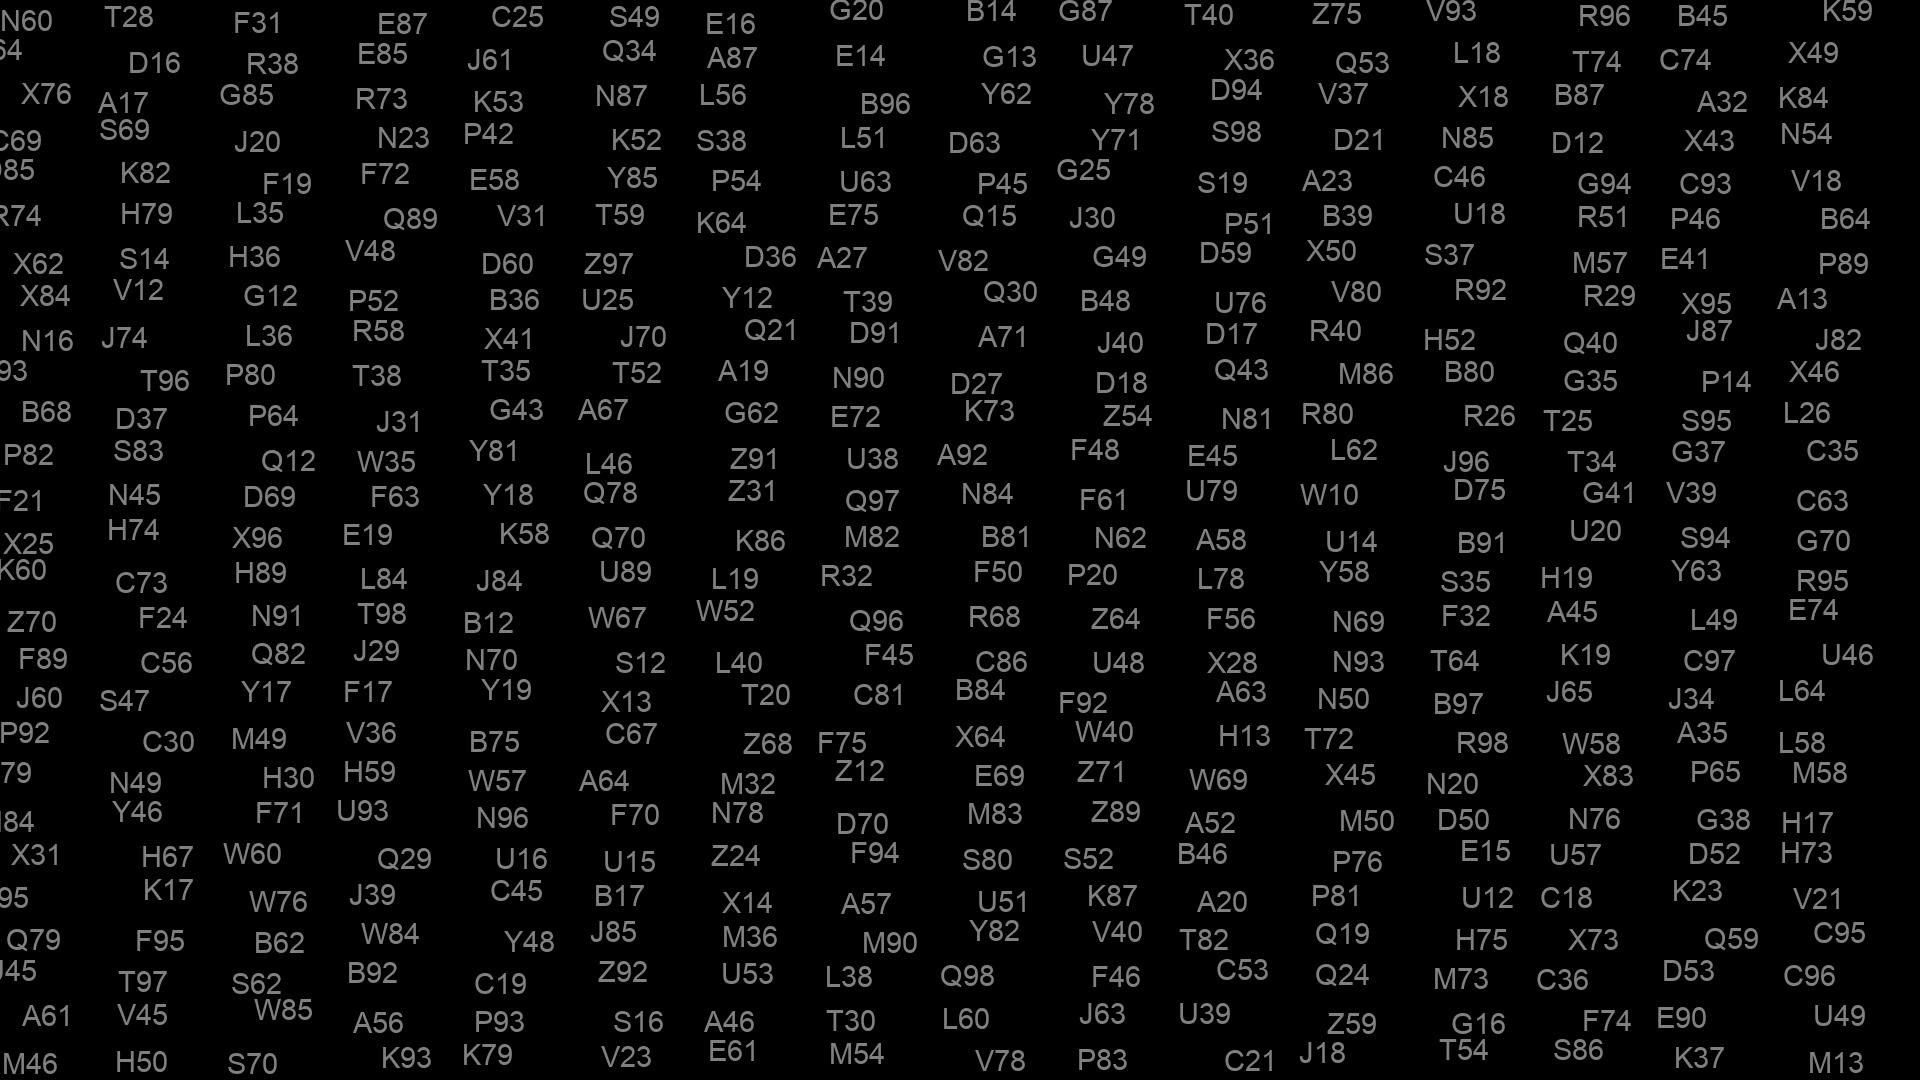 N60 T28 F31 E87 C25 S49 E16 G20 B14 G87 T40 Z75 V93 R96 B45 K59
64 D16 R38 E85 J61 Q34 A87 E14 G13 U47 X36 Q53 L18 T74 C74 X49
X76 A17 G85 R73 K53 N87 L56 B96 Y62 Y78 D94 V37 X18 B87 A32 K84
C69 S69 J20 N23 P42 K52 S38 L51 D63 Y71 S98 D21 N85 D12 X43 N54
85 K82 F19 F72 E58 Y85 P54 U63 P45 G25 S19 A23 C46 G94 C93 V18
R74 H79 L35 Q89 V31 T59 K64 E75 Q15 J30 P51 B39 U18 R51 P46 B64
X62 S14 H36 V48 D60 Z97 D36 A27 V82 G49 D59 X50 S37 M57 E41 P89
X84 V12 G12 P52 B36 U25 Y12 T39 Q30 B48 U76 V80 R92 R29 X95 A13
N16 J74 L36 R58 X41 J70 Q21 D91 A71 J40 D17 R40 H52 Q40 J87 J82
93 T96 P80 T38 T35 T52 A19 N90 D27 D18 Q43 M86 B80 G35 P14 X46
B68 D37 P64 J31 G43 A67 G62 E72 K73 Z54 N81 R80 R26 T25 S95 L26
P82 S83 Q12 W35 Y81 L46 Z91 U38 A92 F48 E45 L62 J96 T34 G37 C35
F21 N45 D69 F63 Y18 Q78 Z31 Q97 N84 F61 U79 W10 D75 G41 V39 C63
X25 H74 X96 E19 K58 Q70 K86 M82 B81 N62 A58 U14 B91 U20 S94 G70
K60 C73 H89 L84 J84 U89 L19 R32 F50 P20 L78 Y58 S35 H19 Y63 R95
Z70 F24 N91 T98 B12 W67 W52 Q96 R68 Z64 F56 N69 F32 A45 L49 E74
F89 C56 Q82 J29 N70 S12 L40 F45 C86 U48 X28 N93 T64 K19 C97 U46
J60 S47 Y17 F17 Y19 X13 T20 C81 B84 F92 A63 N50 B97 J65 J34 L64
P92 C30 M49 V36 B75 C67 Z68 F75 X64 W40 H13 T72 R98 W58 A35 L58
79 N49 H30 H59 W57 A64 M32 Z12 E69 Z71 W69 X45 N20 X83 P65 M58
84 Y46 F71 U93 N96 F70 N78 D70 M83 Z89 A52 M50 D50 N76 G38 H17
X31 H67 W60 Q29 U16 U15 Z24 F94 S80 S52 B46 P76 E15 U57 D52 H73
95 K17 W76 J39 C45 B17 X14 A57 U51 K87 A20 P81 U12 C18 K23 V21
Q79 F95 B62 W84 Y48 J85 M36 M90 Y82 V40 T82 Q19 H75 X73 Q59 C95
45 T97 S62 B92 C19 Z92 U53 L38 Q98 F46 C53 Q24 M73 C36 D53 C96
A61 V45 W85 A56 P93 S16 A46 T30 L60 J63 U39 Z59 G16 F74 E90 U49
M46 H50 S70 K93 K79 V23 E61 M54 V78 P83 C21 J18 T54 S86 K37 M13